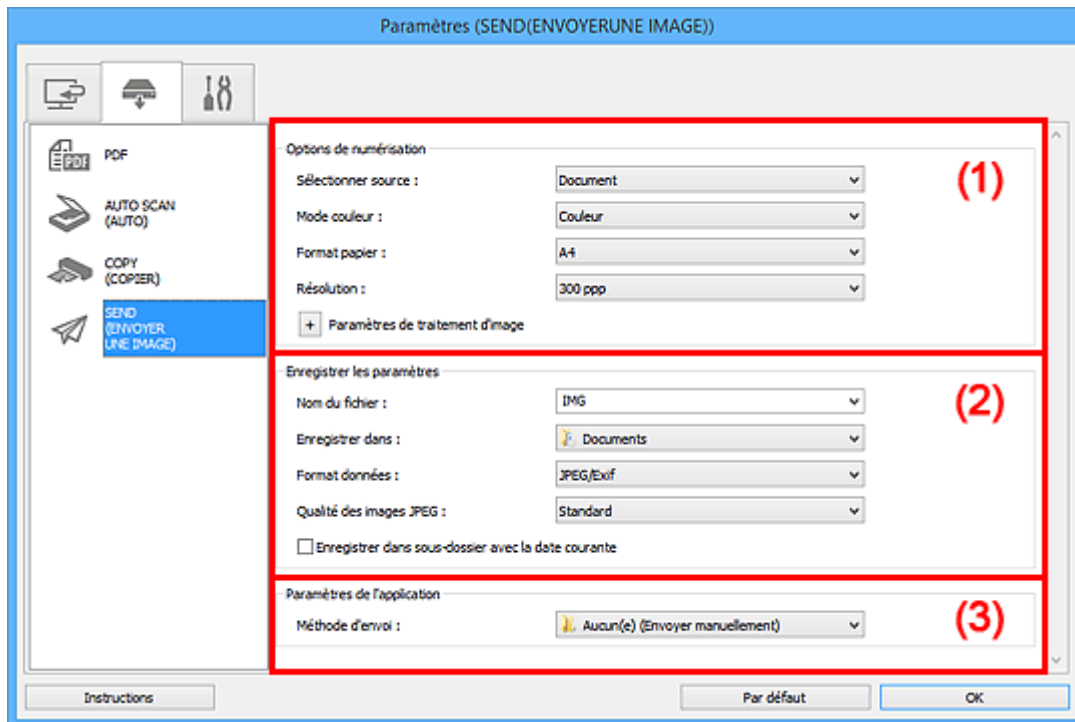 Paramètres (SEND(ENVOYERUNE IMAGE))
PDF
PDF
AUTO SCAN
(AUTO)
COPY
(COPIER)
SEND
(ENVOYER
UNE IMAGE)
Options de numérisation
(1)
Sélectionner source : Document
Mode couleur : Couleur
Format papier : A4
Résolution : 300 ppp
+ Paramètres de traitement d'image
Enregistrer les paramètres
(2)
Nom du fichier : IMG
Enregistrer dans : Documents
Format données : JPEG/Exif
Qualité des images JPEG : Standard
Enregistrer dans sous-dossier avec la date courante
Paramètres de l'application
(3)
Méthode d'envoi : Aucun(e) (Envoyer manuellement)
Instructions
Par défaut
OK